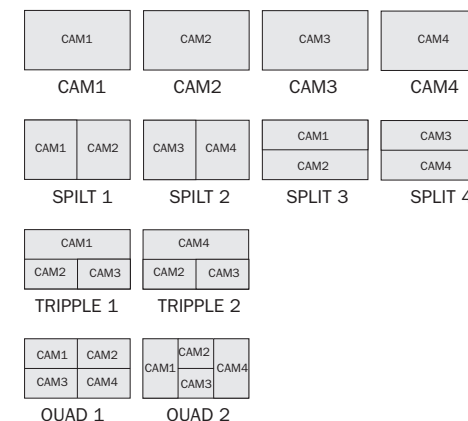 CAM1 CAM2 CAM3 CAM4
CAM1 CAM2 CAM3 CAM4
CAM1 CAM2 CAM3 CAM4 CAM1 CAM3
CAM2 CAM4
SPILT 1 SPILT 2 SPLIT 3 SPLIT 4
CAM1 CAM4
CAM2 CAM3 CAM2 CAM3
TRIPPLE 1 TRIPPLE 2
CAM1 CAM2 CAM1 CAM2 CAM4
CAM3 CAM4 CAM3
QUAD 1 QUAD 2